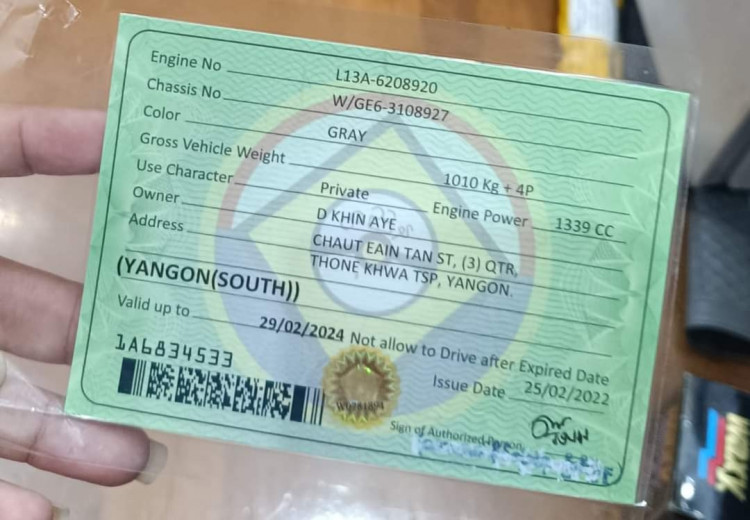 Engine No L13A-6208920
Chassis No W/GE6-3108927
Color GRAY
Gross Vehicle Weight 1010 Kg + 4P
Use Character Private Engine Power 1339 CC
Owner D KHIN AYE
Address CHAUT EAIN TAN ST, (3) QTR,
THONE KHWA TSP, YANGON.
(YANGON(SOUTH))
Valid up to 29/02/2024 Not allow to Drive after Expired Date
1A6834533
Issue Date 25/02/2022
Sign of Authorized Person